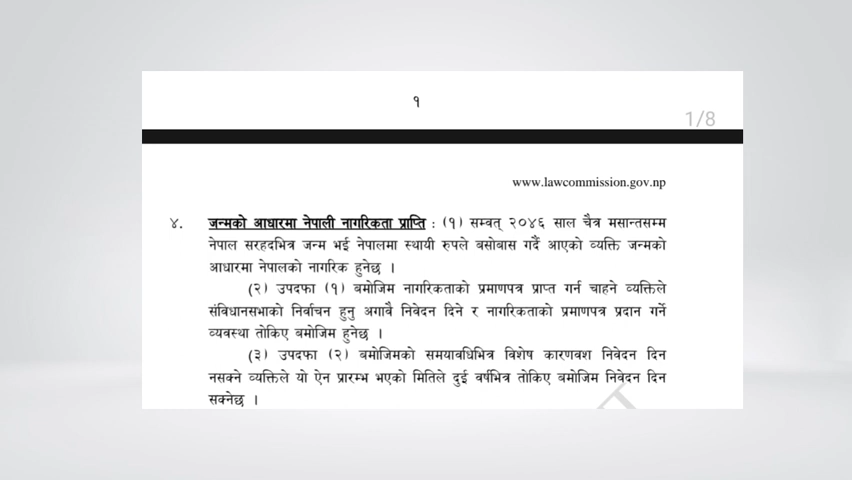 १
1/8
www.lawcommission.gov.np
४. जन्मको आधारमा नेपाली नागरिकता प्राप्ति : (१) सम्वत् २०४६ साल चैत्र मसान्तसम्म
नेपाल सरहदभित्र जन्म भई नेपालमा स्थायी रुपले बसोबास गर्दै आएको व्यक्ति जन्मको
आधारमा नेपालको नागरिक हुनेछ ।
(२) उपदफा (१) बमोजिम नागरिकताको प्रमाणपत्र प्राप्त गर्न चाहने व्यक्तिले
संविधानसभाको निर्वाचन हुनु अगावै निवेदन दिने र नागरिकताको प्रमाणपत्र प्रदान गर्ने
व्यवस्था तोकिए बमोजिम हुनेछ ।
(३) उपदफा (२) बमोजिमको समयावधिभित्र विशेष कारणवश निवेदन दिन
नसक्ने व्यक्तिले यो ऐन प्रारम्भ भएको मितिले दुई वर्षभित्र तोकिए बमोजिम निवेदन दिन
सक्नेछ ।